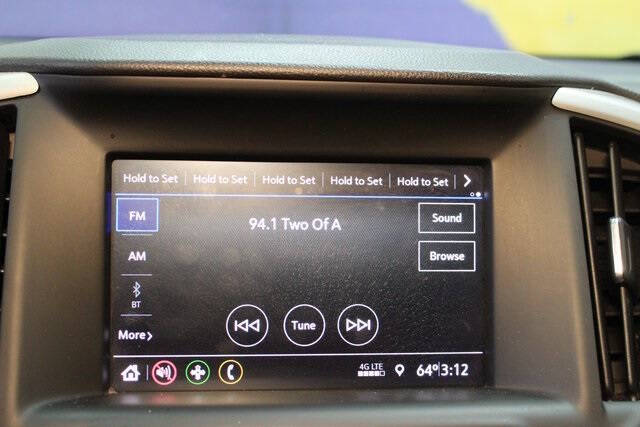 Hold to Set Hold to Set Hold to Set Hold to Set Hold to Set
FM 94.1 Two Of A Sound
AM Browse
BT
More Tune
4G LTE
64° 3:12